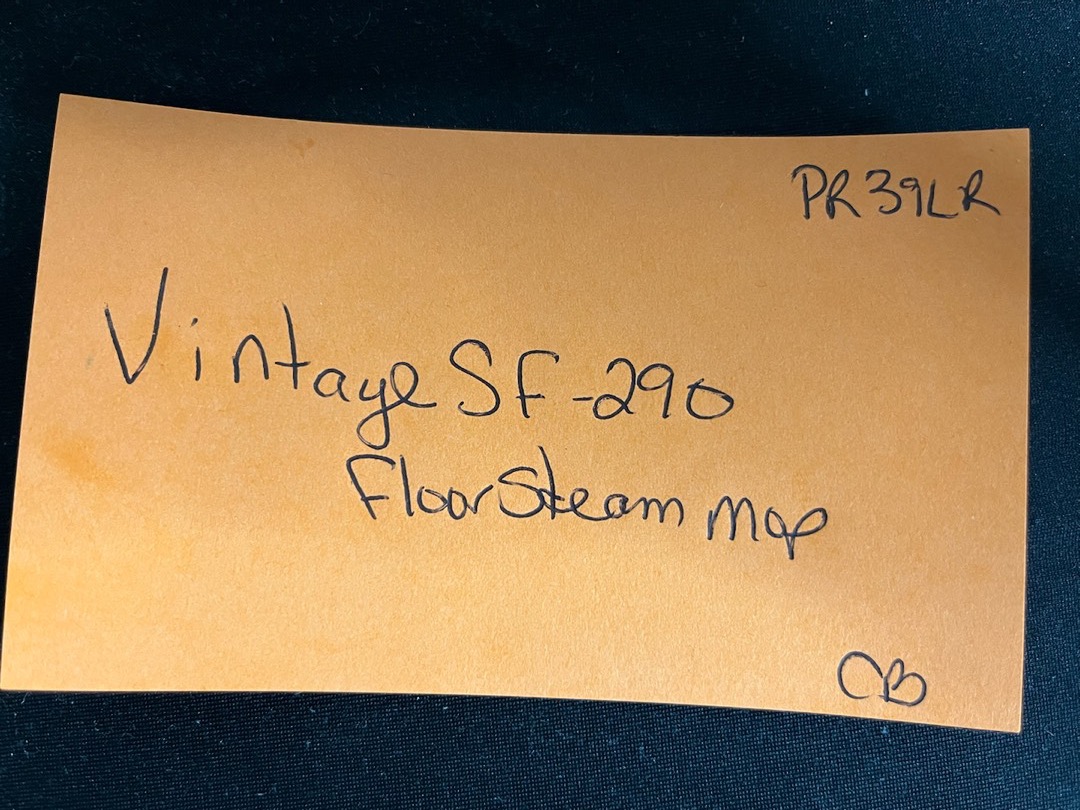 PR39LR
Vintage SF-290
Floor Steam Mop
CB